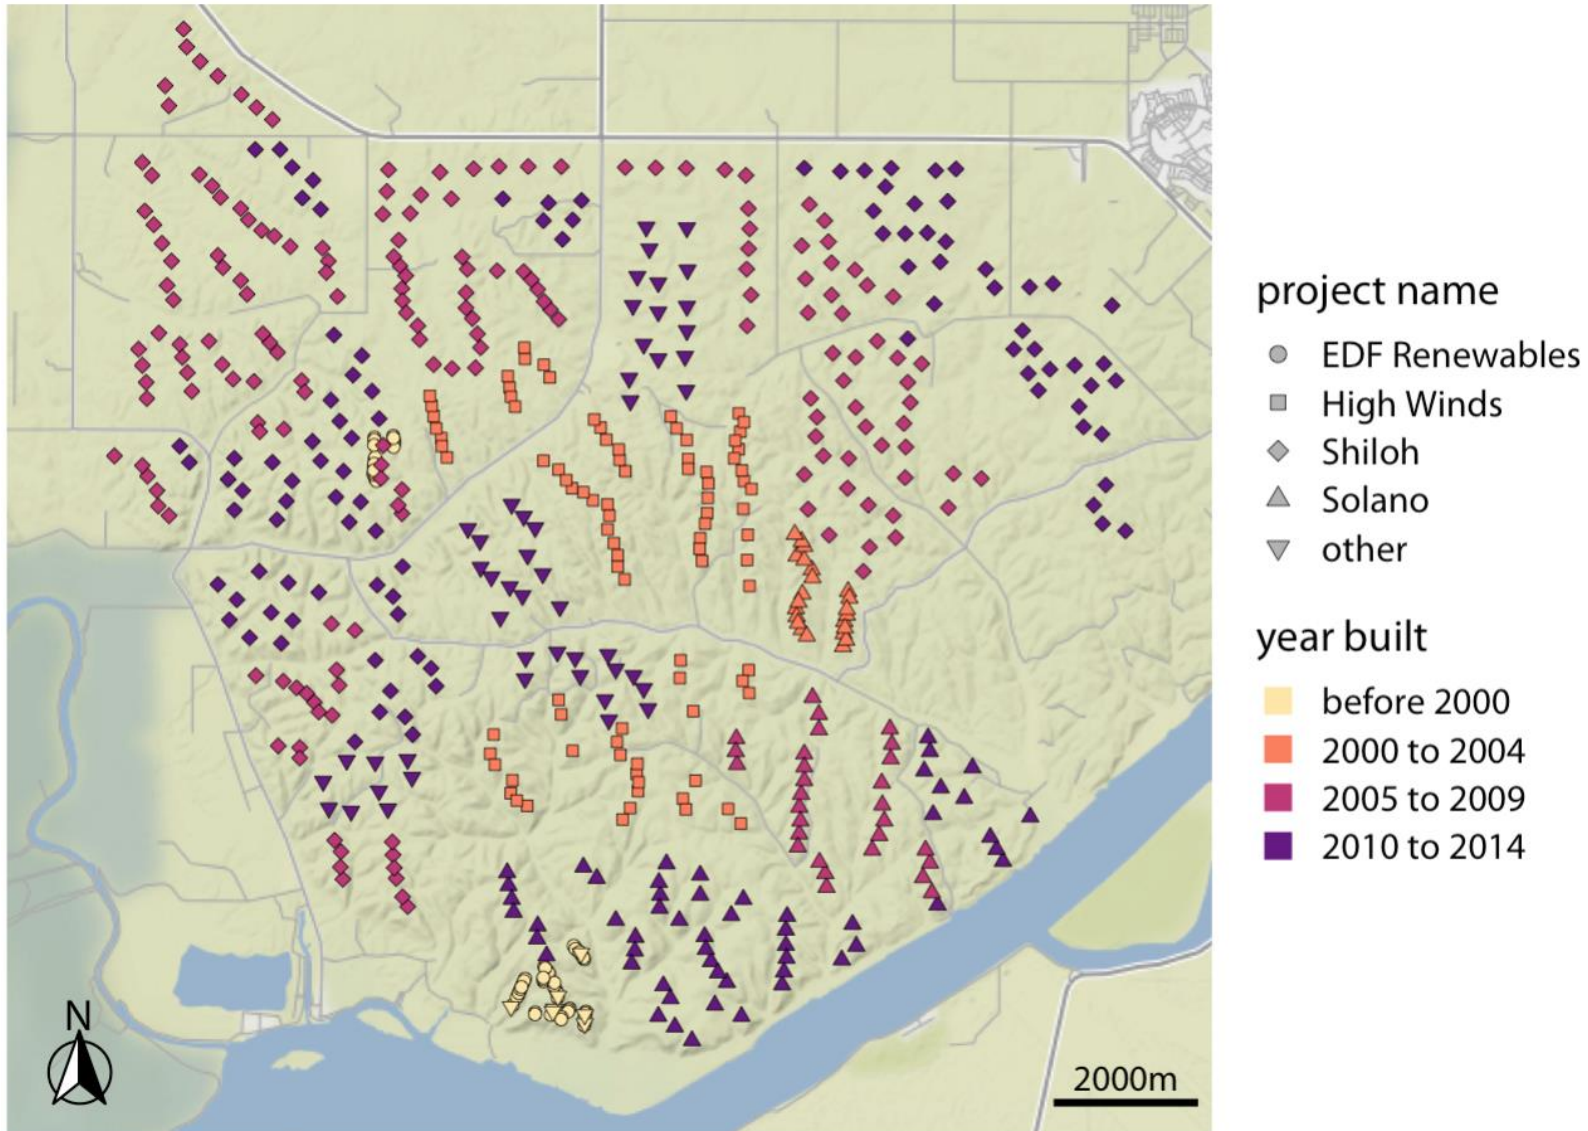 project name
EDF Renewables
High Winds
Shiloh
Solano
other
year built
before 2000
2000 to 2004
2005 to 2009
2010 to 2014
N
2000m